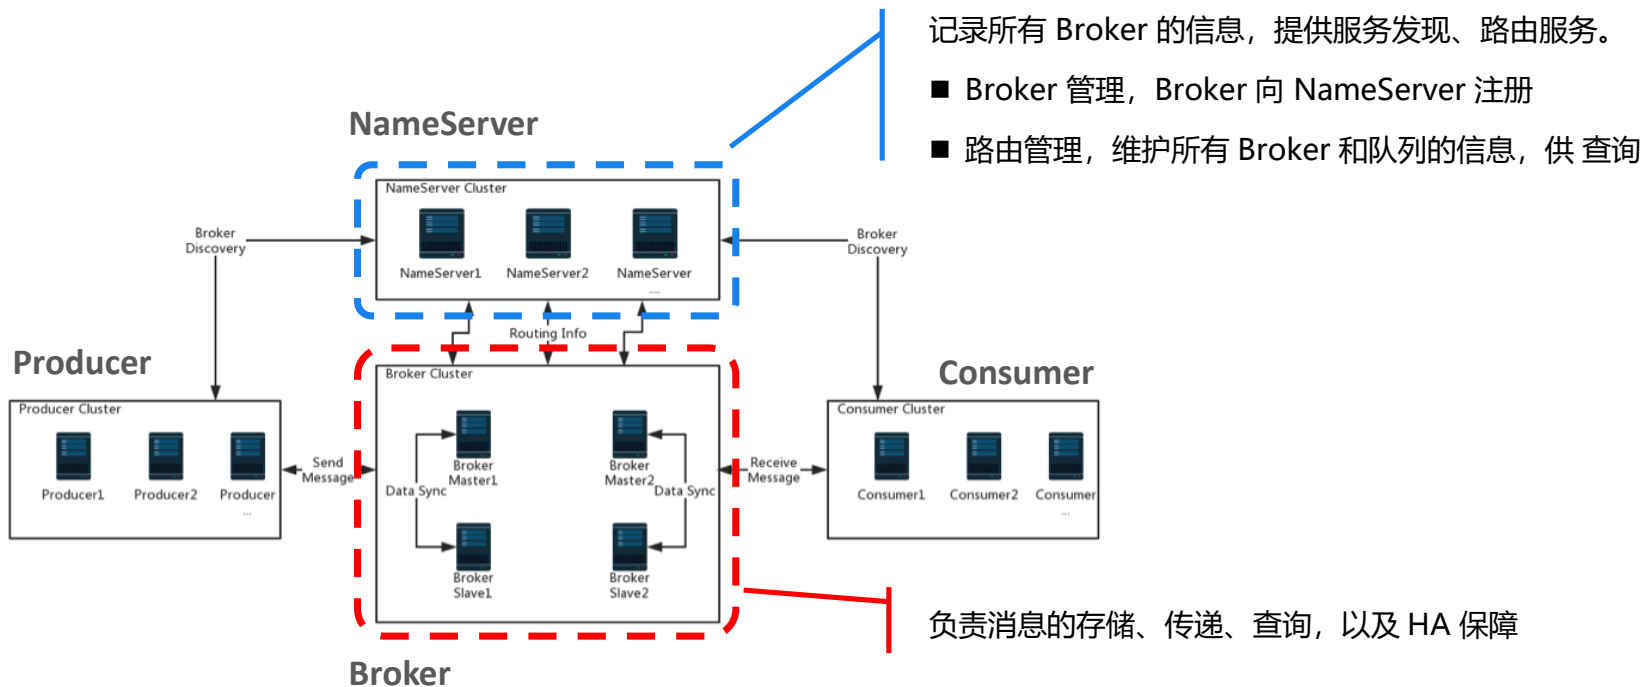 记录所有 Broker 的信息，提供服务发现、路由服务。
■ Broker 管理，Broker 向 NameServer 注册
■ 路由管理，维护所有 Broker 和队列的信息，供 查询
NameServer
NameServer Cluster
NameServer1
NameServer2
NameServer
....
Broker
Discovery
Broker
Discovery
Routing Info
Producer
Producer Cluster
Producer1
Producer2
Producer
...
Send
Message
Broker Cluster
Broker
Master1
Broker
Master2
Data Sync
Data Sync
Broker
Slave1
Broker
Slave2
Receive
Message
Consumer
Consumer Cluster
Consumer1
Consumer2
Consumer
...
负责消息的存储、传递、查询，以及 HA 保障
Broker